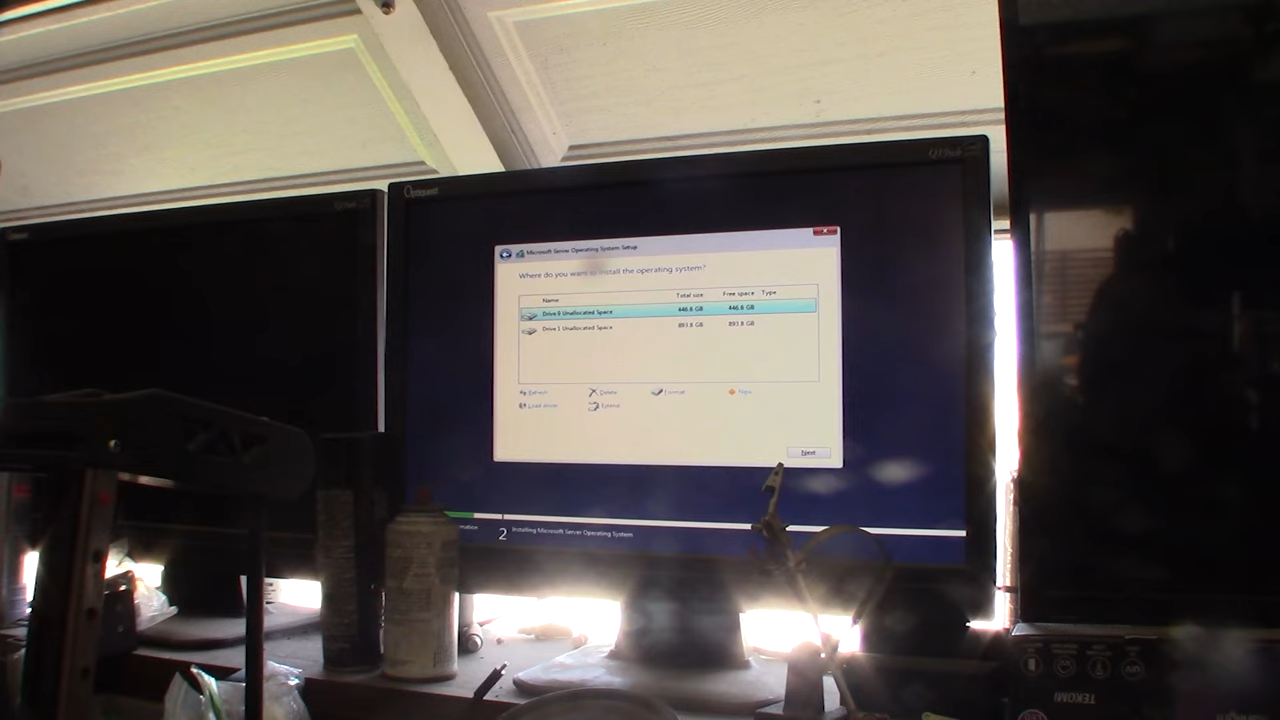 Optiquest
Microsoft Server Operating System Setup
Where do you want to install the operating system?
Name Total size Free space Type
Drive 0 Unallocated Space 446.6 GB 446.6 GB
Drive 1 Unallocated Space 893.8 GB 893.8 GB
Refresh Delete Format New
Load driver Extend
Next
2 Installing Microsoft Server Operating System
UV
TEKOMI